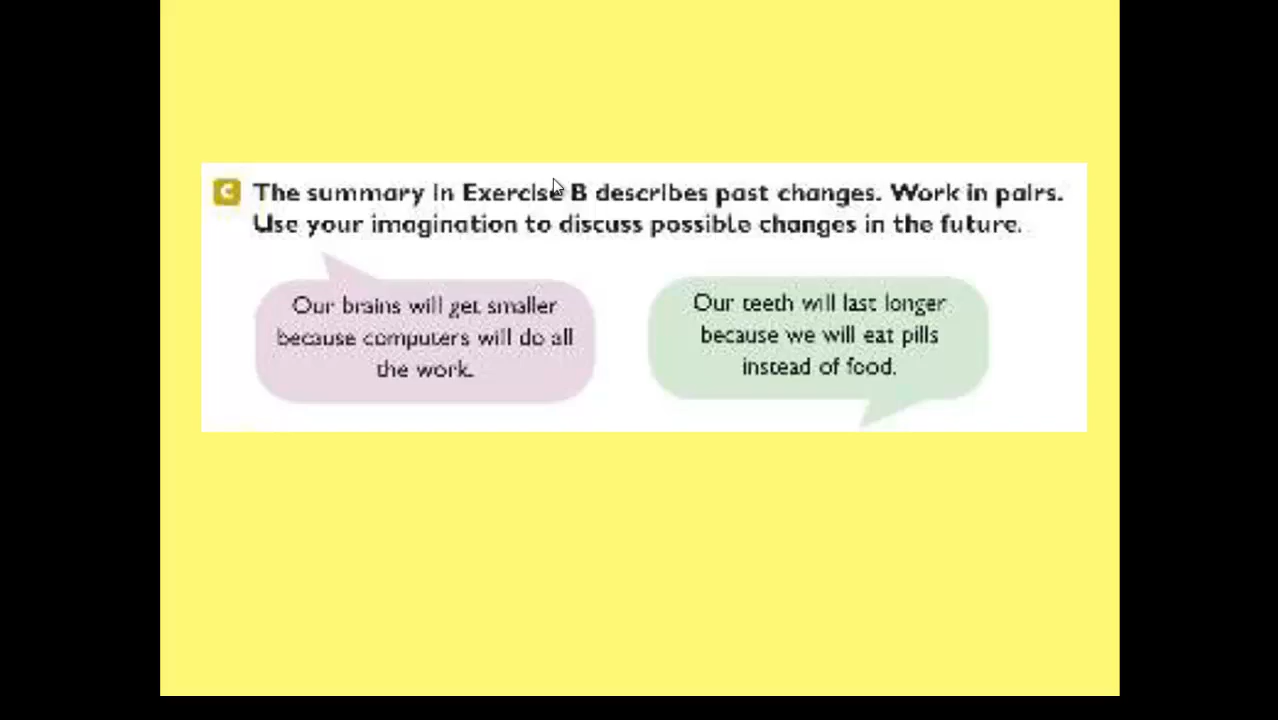 C The summary in Exercise B describes past changes. Work in pairs.
Use your imagination to discuss possible changes in the future.
Our brains will get smaller
because computers will do all
the work.
Our teeth will last longer
because we will eat pills
instead of food.